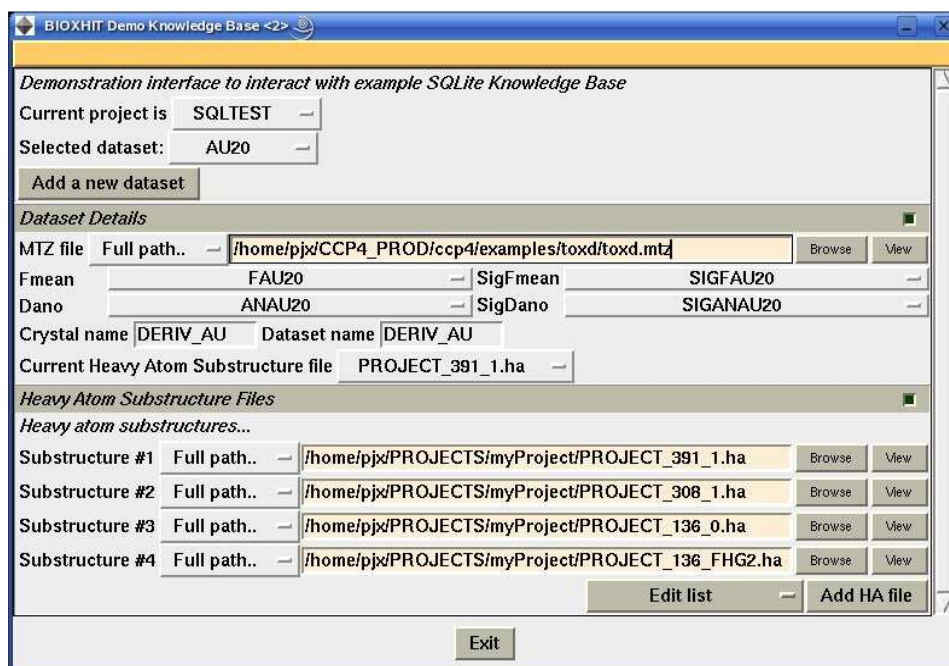 BIOXHIT Demo Knowledge Base <2>
Demonstration interface to interact with example SQLite Knowledge Base
Current project is SQLTEST
Selected dataset: AU20
Add a new dataset
Dataset Details
MTZ file Full path.. /home/pjx/CCP4_PROD/ccp4/examples/toxd/toxd.mtz Browse View
Fmean FAU20 SigFmean SIGFAU20
Dano ANAU20 SigDano SIGANAU20
Crystal name DERIV_AU Dataset name DERIV_AU
Current Heavy Atom Substructure file PROJECT_391_1.ha
Heavy Atom Substructure Files
Heavy atom substructures...
Substructure #1 Full path.. /home/pjx/PROJECTS/myProject/PROJECT_391_1.ha Browse View
Substructure #2 Full path.. /home/pjx/PROJECTS/myProject/PROJECT_308_1.ha Browse View
Substructure #3 Full path.. /home/pjx/PROJECTS/myProject/PROJECT_136_0.ha Browse View
Substructure #4 Full path.. /home/pjx/PROJECTS/myProject/PROJECT_136_FHG2.ha Browse View
Edit list Add HA file
Exit